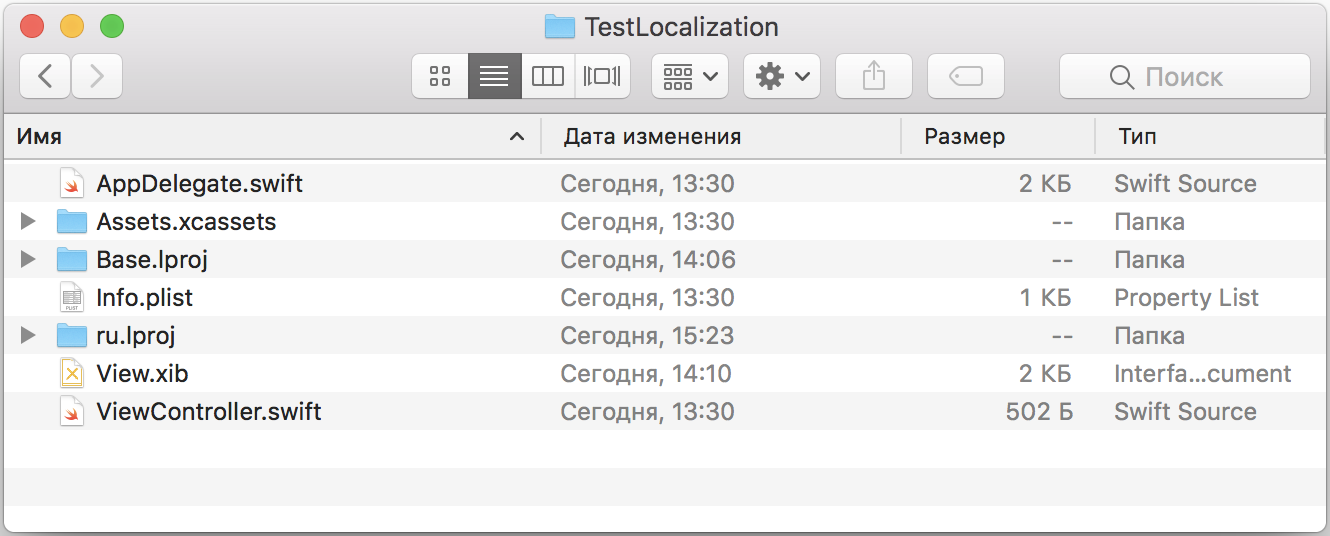 TestLocalization
Поиск
Имя Дата изменения Размер Тип
AppDelegate.swift Сегодня, 13:30 2 КБ Swift Source
Assets.xcassets Сегодня, 13:30 -- Папка
Base.lproj Сегодня, 14:06 -- Папка
Info.plist Сегодня, 13:30 1 КБ Property List
ru.lproj Сегодня, 15:23 -- Папка
View.xib Сегодня, 14:10 2 КБ Interfa...cument
ViewController.swift Сегодня, 13:30 502 Б Swift Source